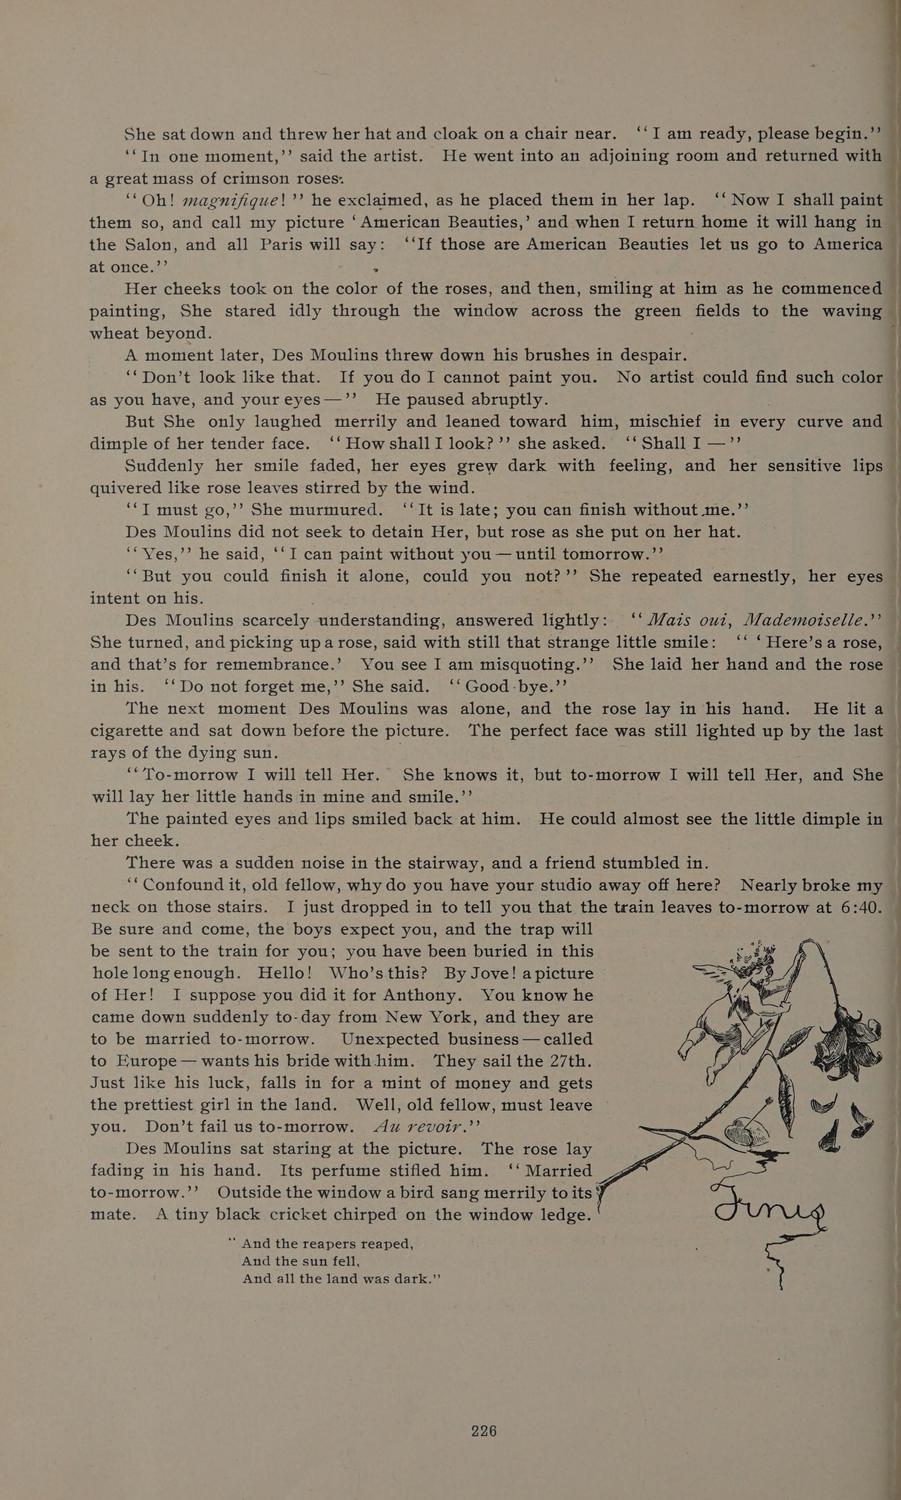 She sat down and threw her hat and cloak on a chair near. ‘‘I am ready, please begin.’’
‘‘In one moment,’’ said the artist. He went into an adjoining room and returned with
a great mass of crimson roses.
‘‘Oh! magnifique!’’ he exclaimed, as he placed them in her lap. ‘‘Now I shall paint
them so, and call my picture ‘American Beauties,’ and when I return home it will hang in
the Salon, and all Paris will say: ‘‘If those are American Beauties let us go to America
at once.’’
Her cheeks took on the color of the roses, and then, smiling at him as he commenced
painting, She stared idly through the window across the green fields to the waving
wheat beyond.
A moment later, Des Moulins threw down his brushes in despair.
‘‘Don’t look like that. If you do I cannot paint you. No artist could find such color
as you have, and your eyes—’’ He paused abruptly.
But She only laughed merrily and leaned toward him, mischief in every curve and
dimple of her tender face. ‘‘How shall I look?’’ she asked. ‘‘Shall I—’’
Suddenly her smile faded, her eyes grew dark with feeling, and her sensitive lips
quivered like rose leaves stirred by the wind.
‘‘I must go,’’ She murmured. ‘‘It is late; you can finish without me.’’
Des Moulins did not seek to detain Her, but rose as she put on her hat.
‘‘Yes,’’ he said, ‘‘I can paint without you—until tomorrow.’’
‘‘But you could finish it alone, could you not?’’ She repeated earnestly, her eyes
intent on his.
Des Moulins scarcely understanding, answered lightly: ‘‘Mais oui, Mademoiselle.’’
She turned, and picking up a rose, said with still that strange little smile: ‘‘ ‘Here’s a rose,
and that’s for remembrance.’ You see I am misquoting.’’ She laid her hand and the rose
in his. ‘‘Do not forget me,’’ She said. ‘‘Good-bye.’’
The next moment Des Moulins was alone, and the rose lay in his hand. He lit a
cigarette and sat down before the picture. The perfect face was still lighted up by the last
rays of the dying sun.
‘‘To-morrow I will tell Her. She knows it, but to-morrow I will tell Her, and She
will lay her little hands in mine and smile.’’
The painted eyes and lips smiled back at him. He could almost see the little dimple in
her cheek.
There was a sudden noise in the stairway, and a friend stumbled in.
‘‘Confound it, old fellow, why do you have your studio away off here? Nearly broke my
neck on those stairs. I just dropped in to tell you that the train leaves to-morrow at 6:40.
Be sure and come, the boys expect you, and the trap will
be sent to the train for you; you have been buried in this
hole long enough. Hello! Who’s this? By Jove! a picture
of Her! I suppose you did it for Anthony. You know he
came down suddenly to-day from New York, and they are
to be married to-morrow. Unexpected business—called
to Europe—wants his bride with him. They sail the 27th.
Just like his luck, falls in for a mint of money and gets
the prettiest girl in the land. Well, old fellow, must leave
you. Don’t fail us to-morrow. Au revoir.’’
Des Moulins sat staring at the picture. The rose lay
fading in his hand. Its perfume stifled him. ‘‘Married
to-morrow.’’ Outside the window a bird sang merrily to its
mate. A tiny black cricket chirped on the window ledge.
‘‘And the reapers reaped,
And the sun fell,
And all the land was dark.’’
226